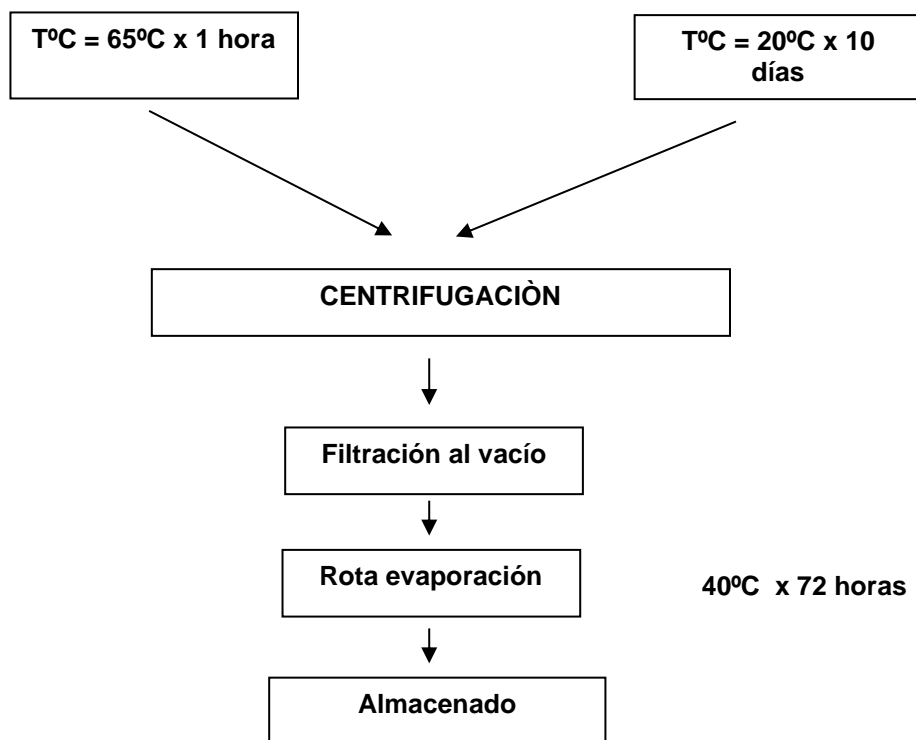 TºC = 65ºC x 1 hora
TºC = 20ºC x 10
días
CENTRIFUGACIÒN
Filtración al vacío
Rota evaporación
40ºC x 72 horas
Almacenado